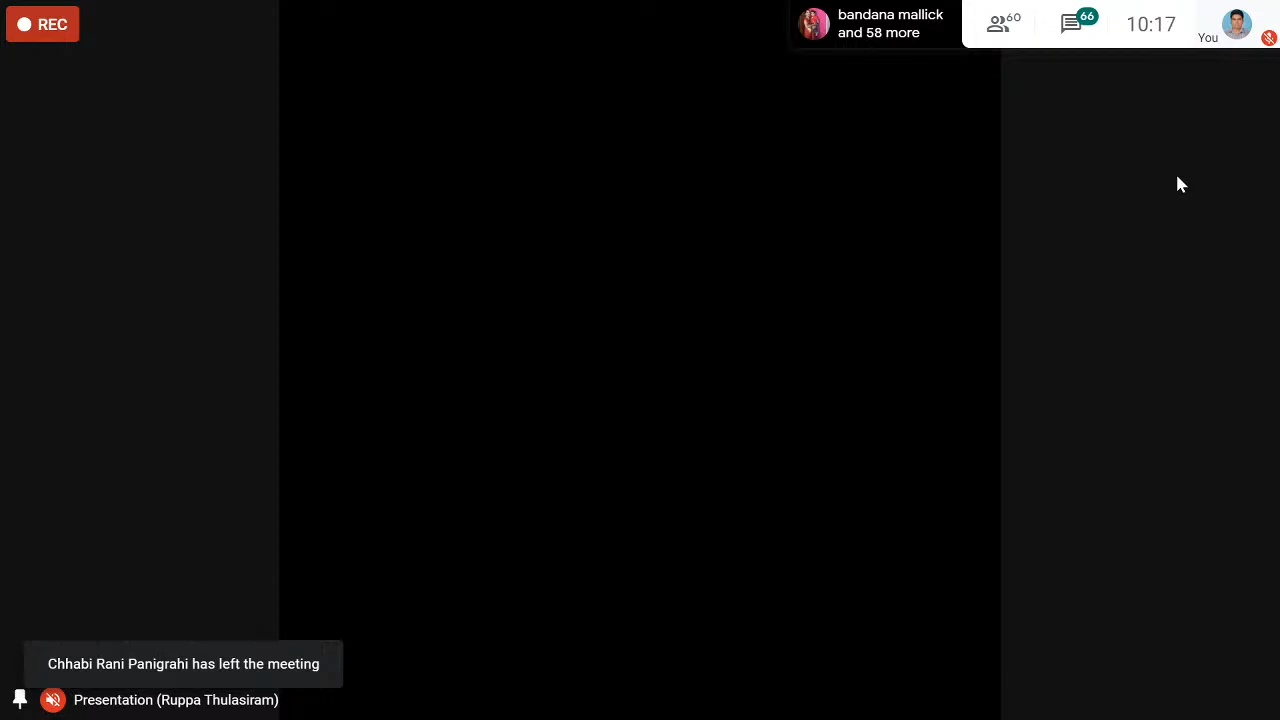 REC
bandana mallick
and 58 more
60
66
10:17
You
Chhabi Rani Panigrahi has left the meeting
Presentation (Ruppa Thulasiram)